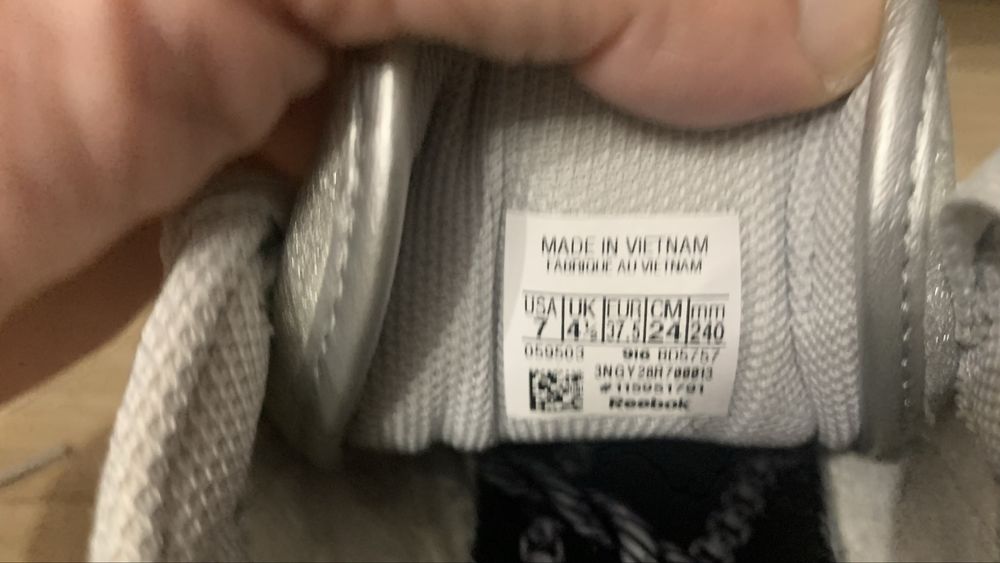 MADE IN VIETNAM
FABRIQUE AU VIETNAM
USA UK EUR CM mm
7 4½ 37.5 24 240
916 BD5757
Reebok